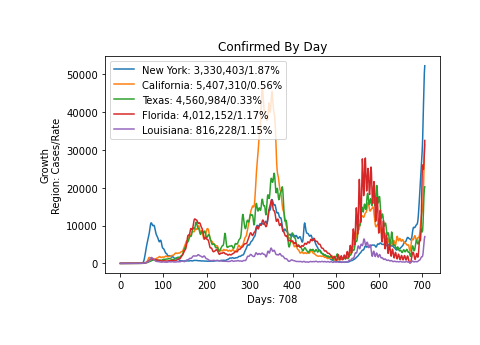 Confirmed By Day
New York: 3,330,403/1.87%
California: 5,407,310/0.56%
Texas: 4,560,984/0.33%
Florida: 4,012,152/1.17%
Louisiana: 816,228/1.15%
Growth
Region: Cases/Rate
50000
40000
30000
20000
10000
0
0 100 200 300 400 500 600 700
Days: 708